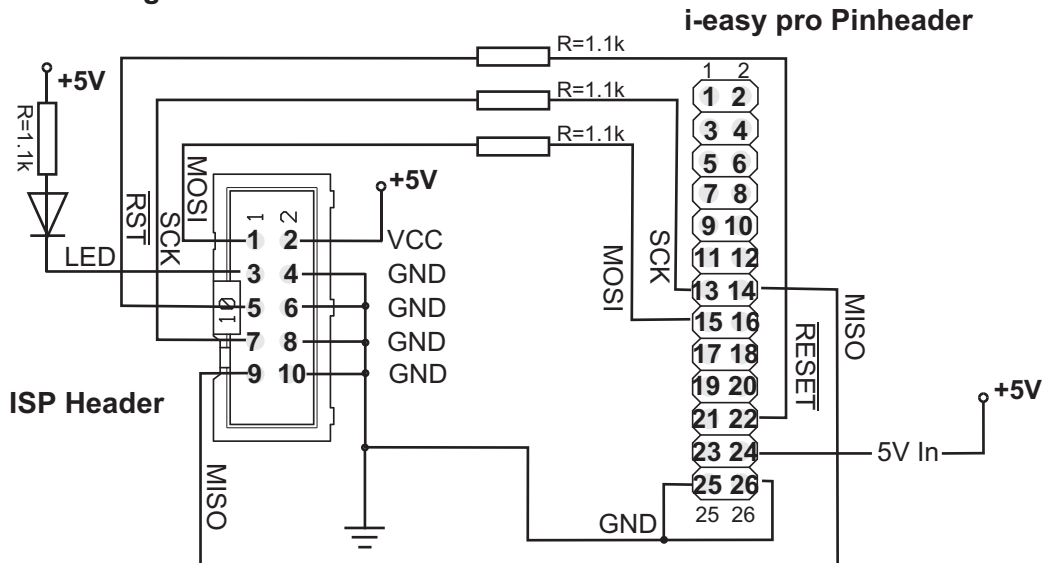 i-easy pro Pinheader
R=1.1k
+5V
R=1.1k
R=1.1k
R=1.1k
1 2
1 2
3 4
5 6
7 8
9 10
11 12
13 14
15 16
17 18
19 20
21 22
23 24
25 26
25 26
MOSI
RST
SCK
+5V
1 2
1 2
VCC
LED
3 4
GND
10
5 6
GND
7 8
GND
9 10
GND
ISP Header
MISO
SCK
MOSI
MISO
RESET
+5V
5V In
GND